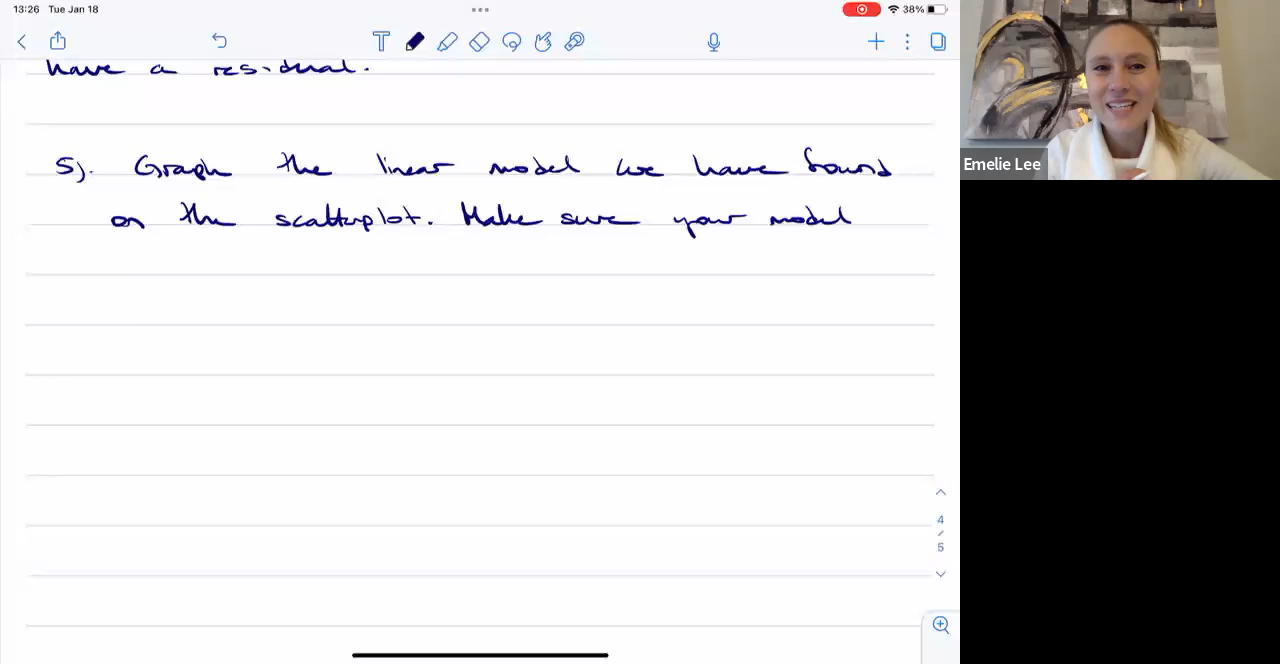 13:26 Tue Jan 18
38%
have a residual.
Emelie Lee
5). Graph the linear model we have found
on the scatterplot. Make sure your model
4
/
5